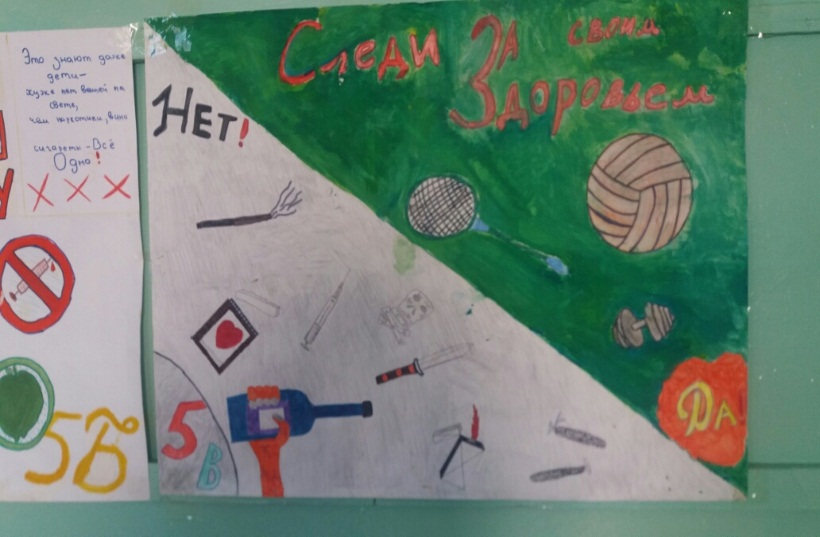 Это знают даже
дети-
хуже нет вещей на
свете,
чем наркотики, вино
сигареты - Всё
Одно!
У
5Б
НЕТ!
Следи За своим
Здоровьем
Да!
5
В